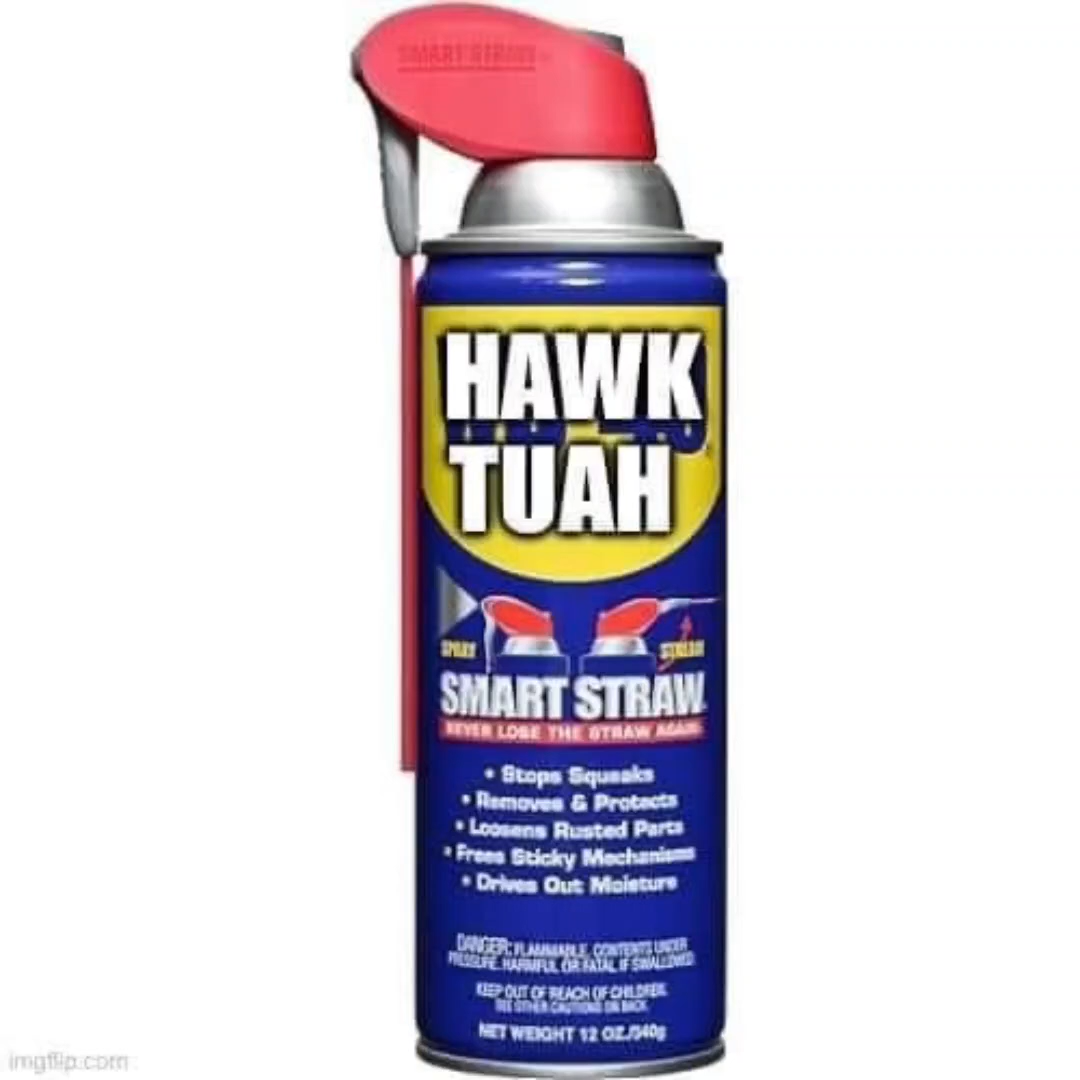 SMART STRAW
HAWK
TUAH
SPRAY
STREAM
SMART STRAW
NEVER LOSE THE STRAW AGAIN!
• Stops Squeaks
• Removes & Protects
• Loosens Rusted Parts
• Frees Sticky Mechanisms
• Drives Out Moisture
DANGER: FLAMMABLE, CONTENTS UNDER
PRESSURE. HARMFUL OR FATAL IF SWALLOWED.
KEEP OUT OF REACH OF CHILDREN.
SEE OTHER CAUTIONS ON BACK.
NET WEIGHT 12 OZ./340g
imgflip.com